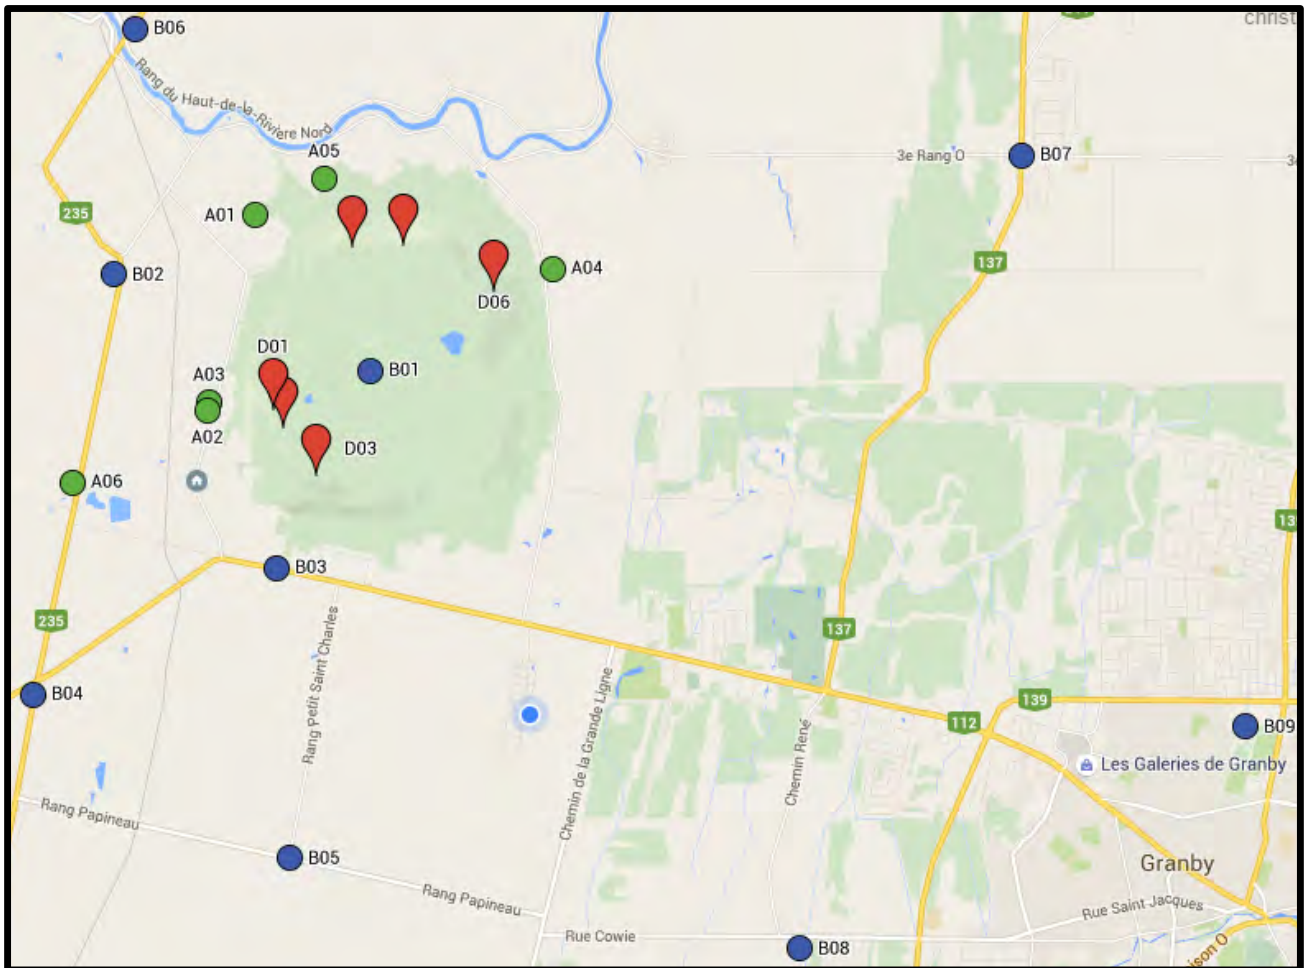 christ
B06
Rang du Haut-de-la-Rivière Nord
A05
3e Rang O
B07
A01
235
137
A04
B02
D06
D01
B01
A03
A02
D03
A06
B03
235
137
Rang Petit Saint Charles
B04
Chemin de la Grande Ligne
139
112
B09
Chemin René
Les Galeries de Granby
Rang Papineau
B05
Granby
Rang Papineau
Rue Saint Jacques
Rue Cowie
B08
ison O